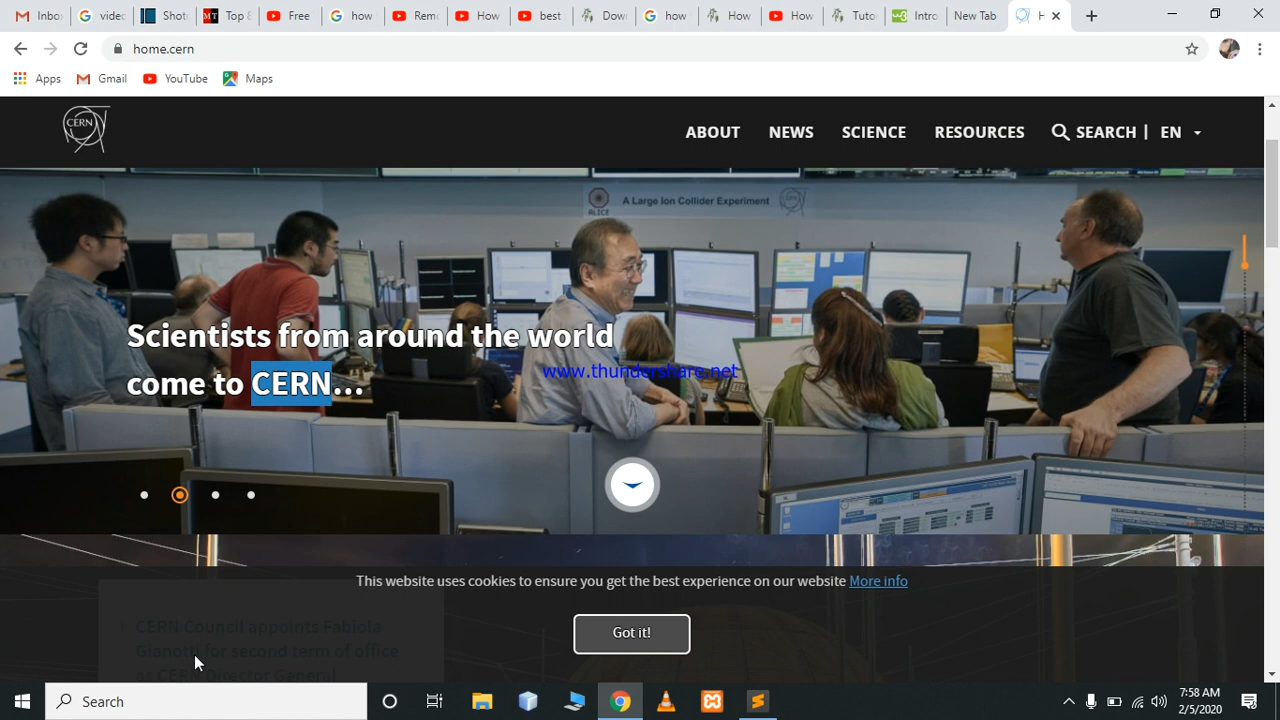 Inbo
video
Shot
Top 8
Free
how
Rem
How
best
Dow
how
How
How
Tuto
Intro
New Tab
H
home.cern
Apps
Gmail
YouTube
Maps
CERN
ABOUT
NEWS
SCIENCE
RESOURCES
SEARCH |
EN
ALICE
A Large Ion Collider Experiment
Scientists from around the world
come to CERN...
www.thundershare.net
This website uses cookies to ensure you get the best experience on our website More info
Got it!
CERN Council appoints Fabiola
Gianotti for second term of office
as CERN Director General
Search
7:58 AM
2/5/2020